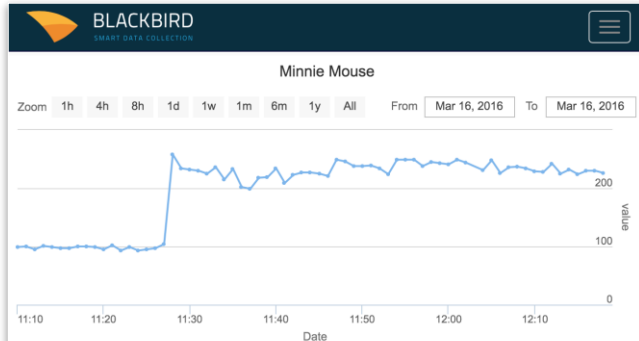 BLACKBIRD
SMART DATA COLLECTION
Minnie Mouse
Zoom 1h 4h 8h 1d 1w 1m 6m 1y All From Mar 16, 2016 To Mar 16, 2016
200
value
100
0
11:10 11:20 11:30 11:40 11:50 12:00 12:10
Date